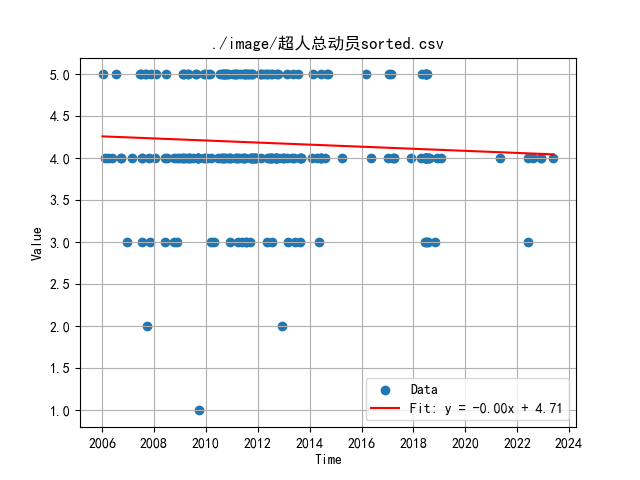 ./image/超人总动员sorted.csv
5.0
4.5
4.0
3.5
3.0
2.5
2.0
1.5
1.0
Value
Data
Fit: y = -0.00x + 4.71
2006 2008 2010 2012 2014 2016 2018 2020 2022 2024
Time